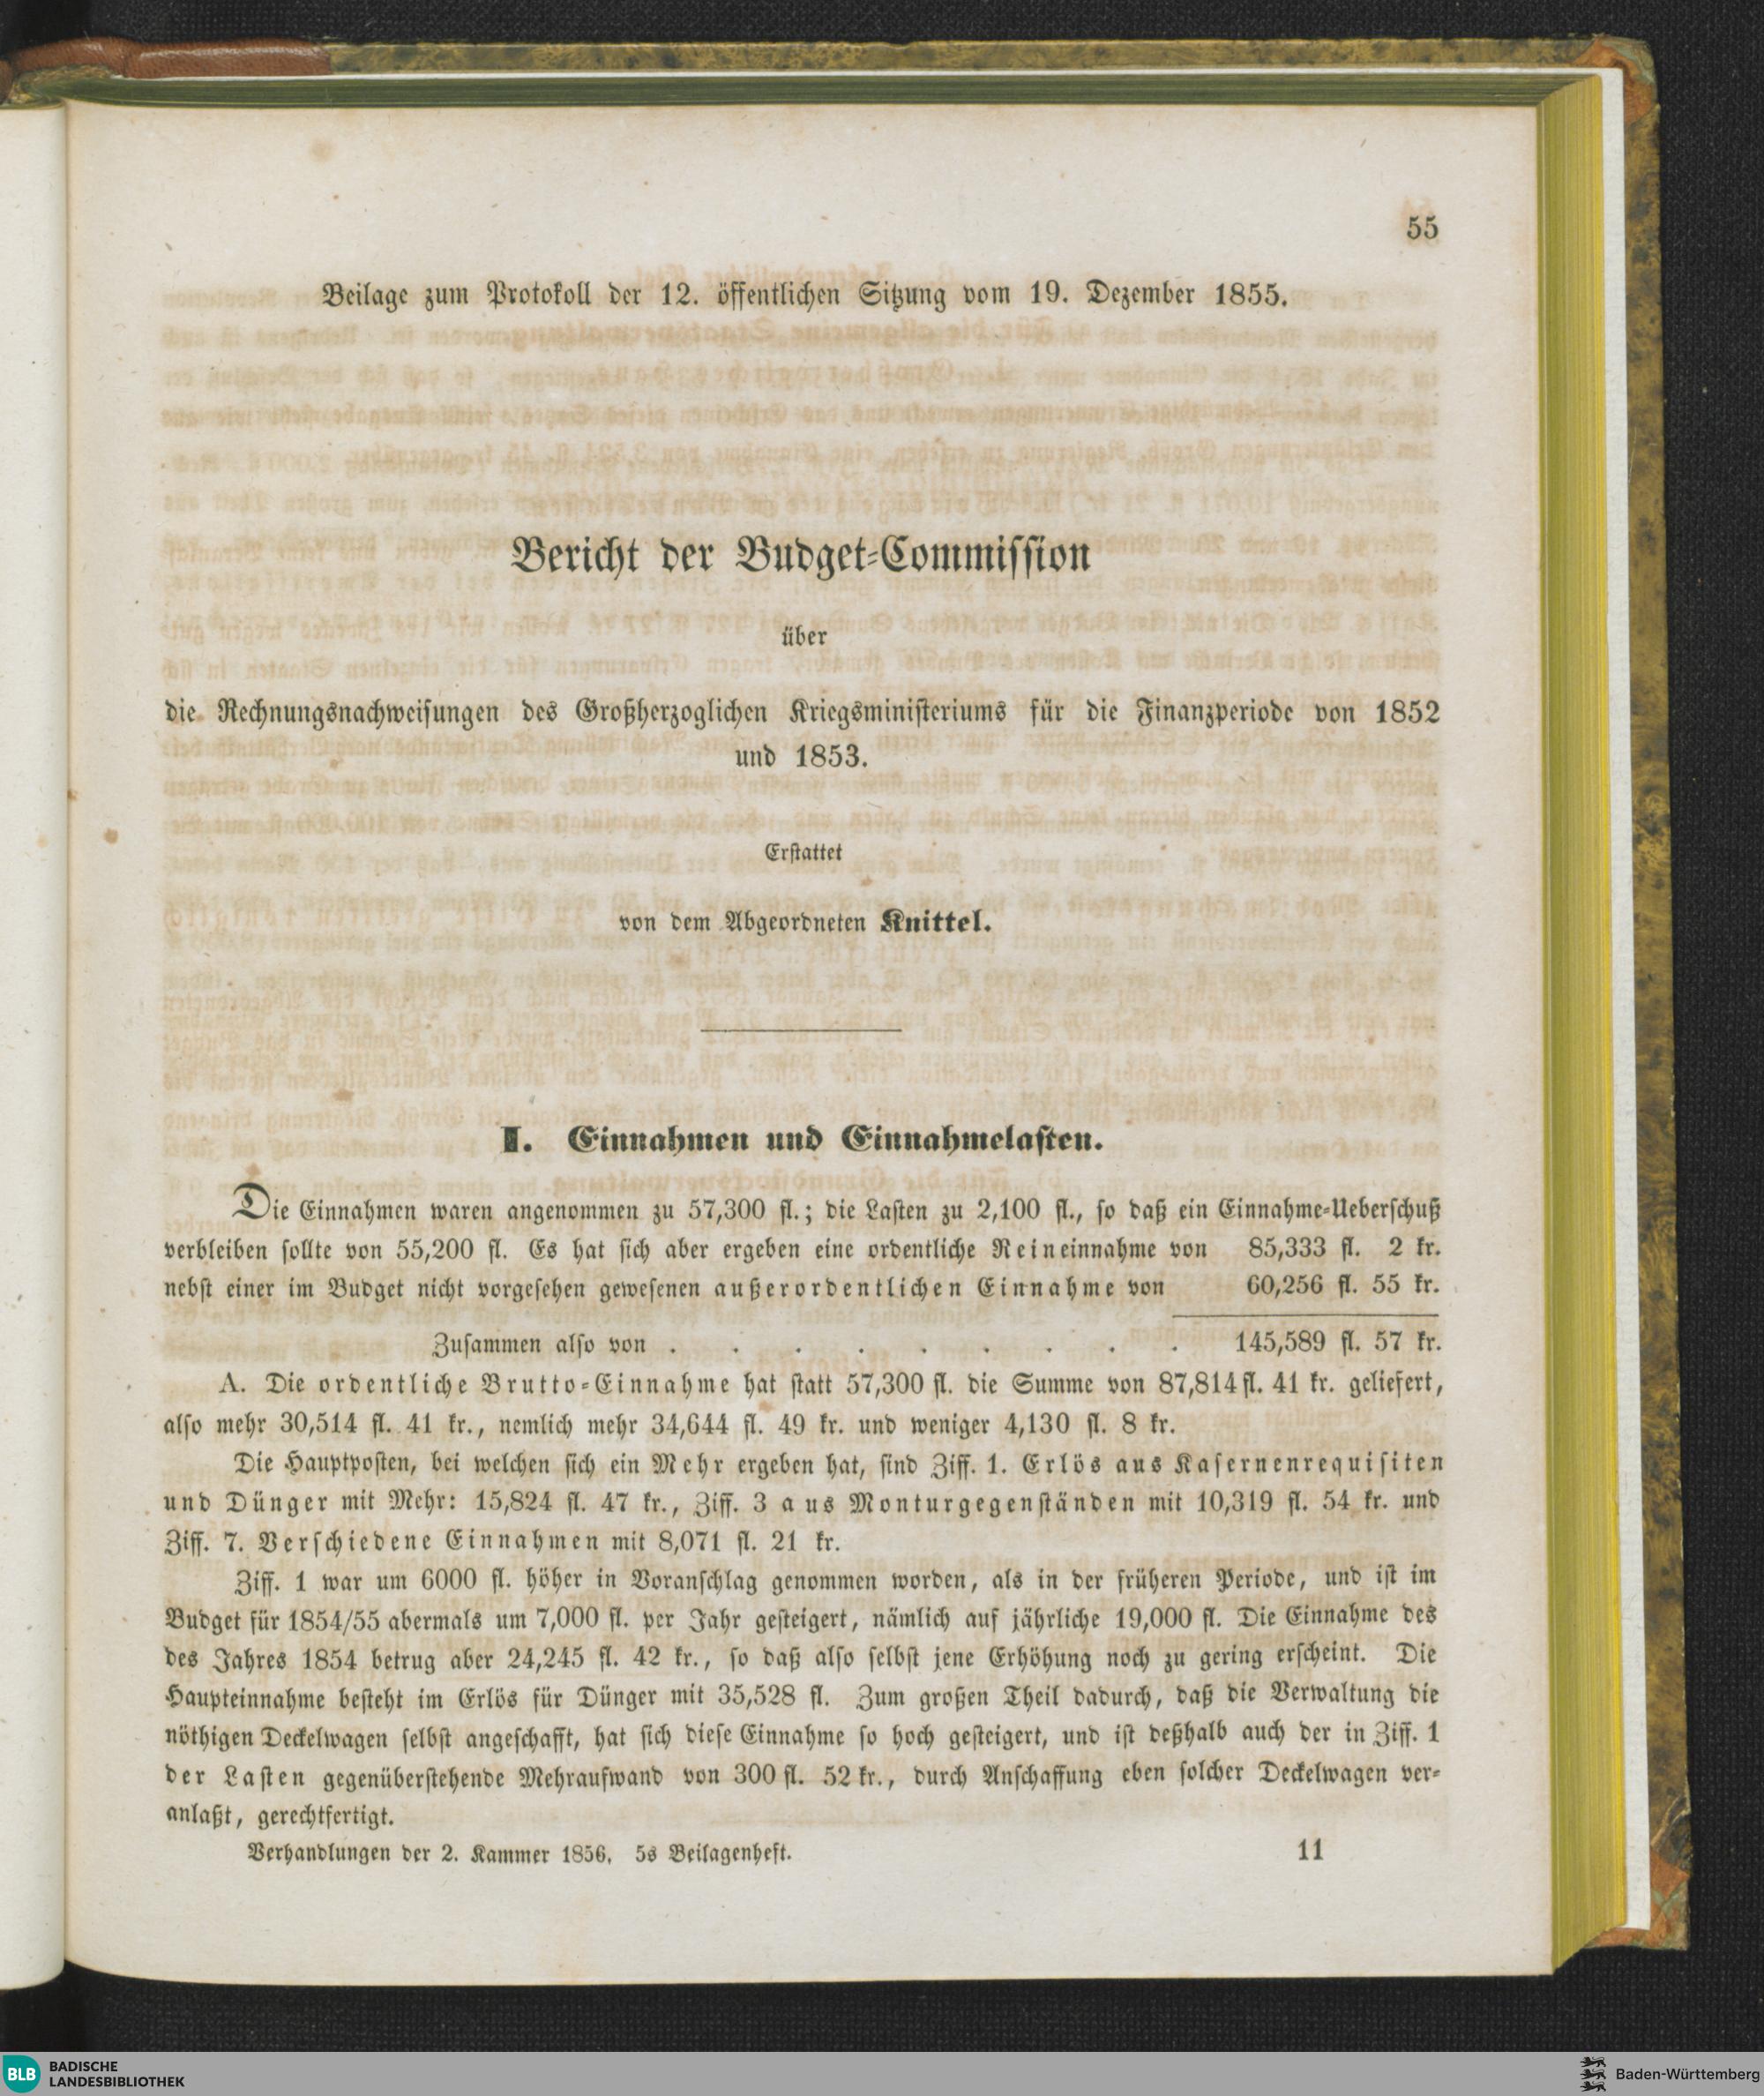 55
Beilage zum Protokoll der 12. öffentlichen Sitzung vom 19. Dezember 1855.
Bericht der Budget-Commission
über
die Rechnungsnachweisungen des Großherzoglichen Kriegsministeriums für die Finanzperiode von 1852
und 1853.
Erstattet
von dem Abgeordneten Knittel.
I. Einnahmen und Einnahmelasten.
Die Einnahmen waren angenommen zu 57,300 fl.; die Lasten zu 2,100 fl., so daß ein Einnahme-Ueberschuß
verbleiben sollte von 55,200 fl. Es hat sich aber ergeben eine ordentliche Reineinnahme von 85,333 fl. 2 kr.
nebst einer im Budget nicht vorgesehen gewesenen außerordentlichen Einnahme von 60,256 fl. 55 kr.
Zusammen also von . . . . . . . . . 145,589 fl. 57 kr.
A. Die ordentliche Brutto-Einnahme hat statt 57,300 fl. die Summe von 87,814 fl. 41 kr. geliefert,
also mehr 30,514 fl. 41 kr., nemlich mehr 34,644 fl. 49 kr. und weniger 4,130 fl. 8 kr.
Die Hauptposten, bei welchen sich ein Mehr ergeben hat, sind Ziff. 1. Erlös aus Kasernenrequisiten
und Dünger mit Mehr: 15,824 fl. 47 kr., Ziff. 3 aus Monturgegenständen mit 10,319 fl. 54 kr. und
Ziff. 7. Verschiedene Einnahmen mit 8,071 fl. 21 kr.
Ziff. 1 war um 6000 fl. höher in Voranschlag genommen worden, als in der früheren Periode, und ist im
Budget für 1854/55 abermals um 7,000 fl. per Jahr gesteigert, nämlich auf jährliche 19,000 fl. Die Einnahme des
des Jahres 1854 betrug aber 24,245 fl. 42 kr., so daß also selbst jene Erhöhung noch zu gering erscheint. Die
Haupteinnahme besteht im Erlös für Dünger mit 35,528 fl. Zum großen Theil dadurch, daß die Verwaltung die
nöthigen Deckelwagen selbst angeschafft, hat sich diese Einnahme so hoch gesteigert, und ist deßhalb auch der in Ziff. 1
der Lasten gegenüberstehende Mehraufwand von 300 fl. 52 kr., durch Anschaffung eben solcher Deckelwagen ver-
anlaßt, gerechtfertigt.
Verhandlungen der 2. Kammer 1856. 5s Beilagenheft. 11
BLB BADISCHE
LANDESBIBLIOTHEK
Baden-Württemberg